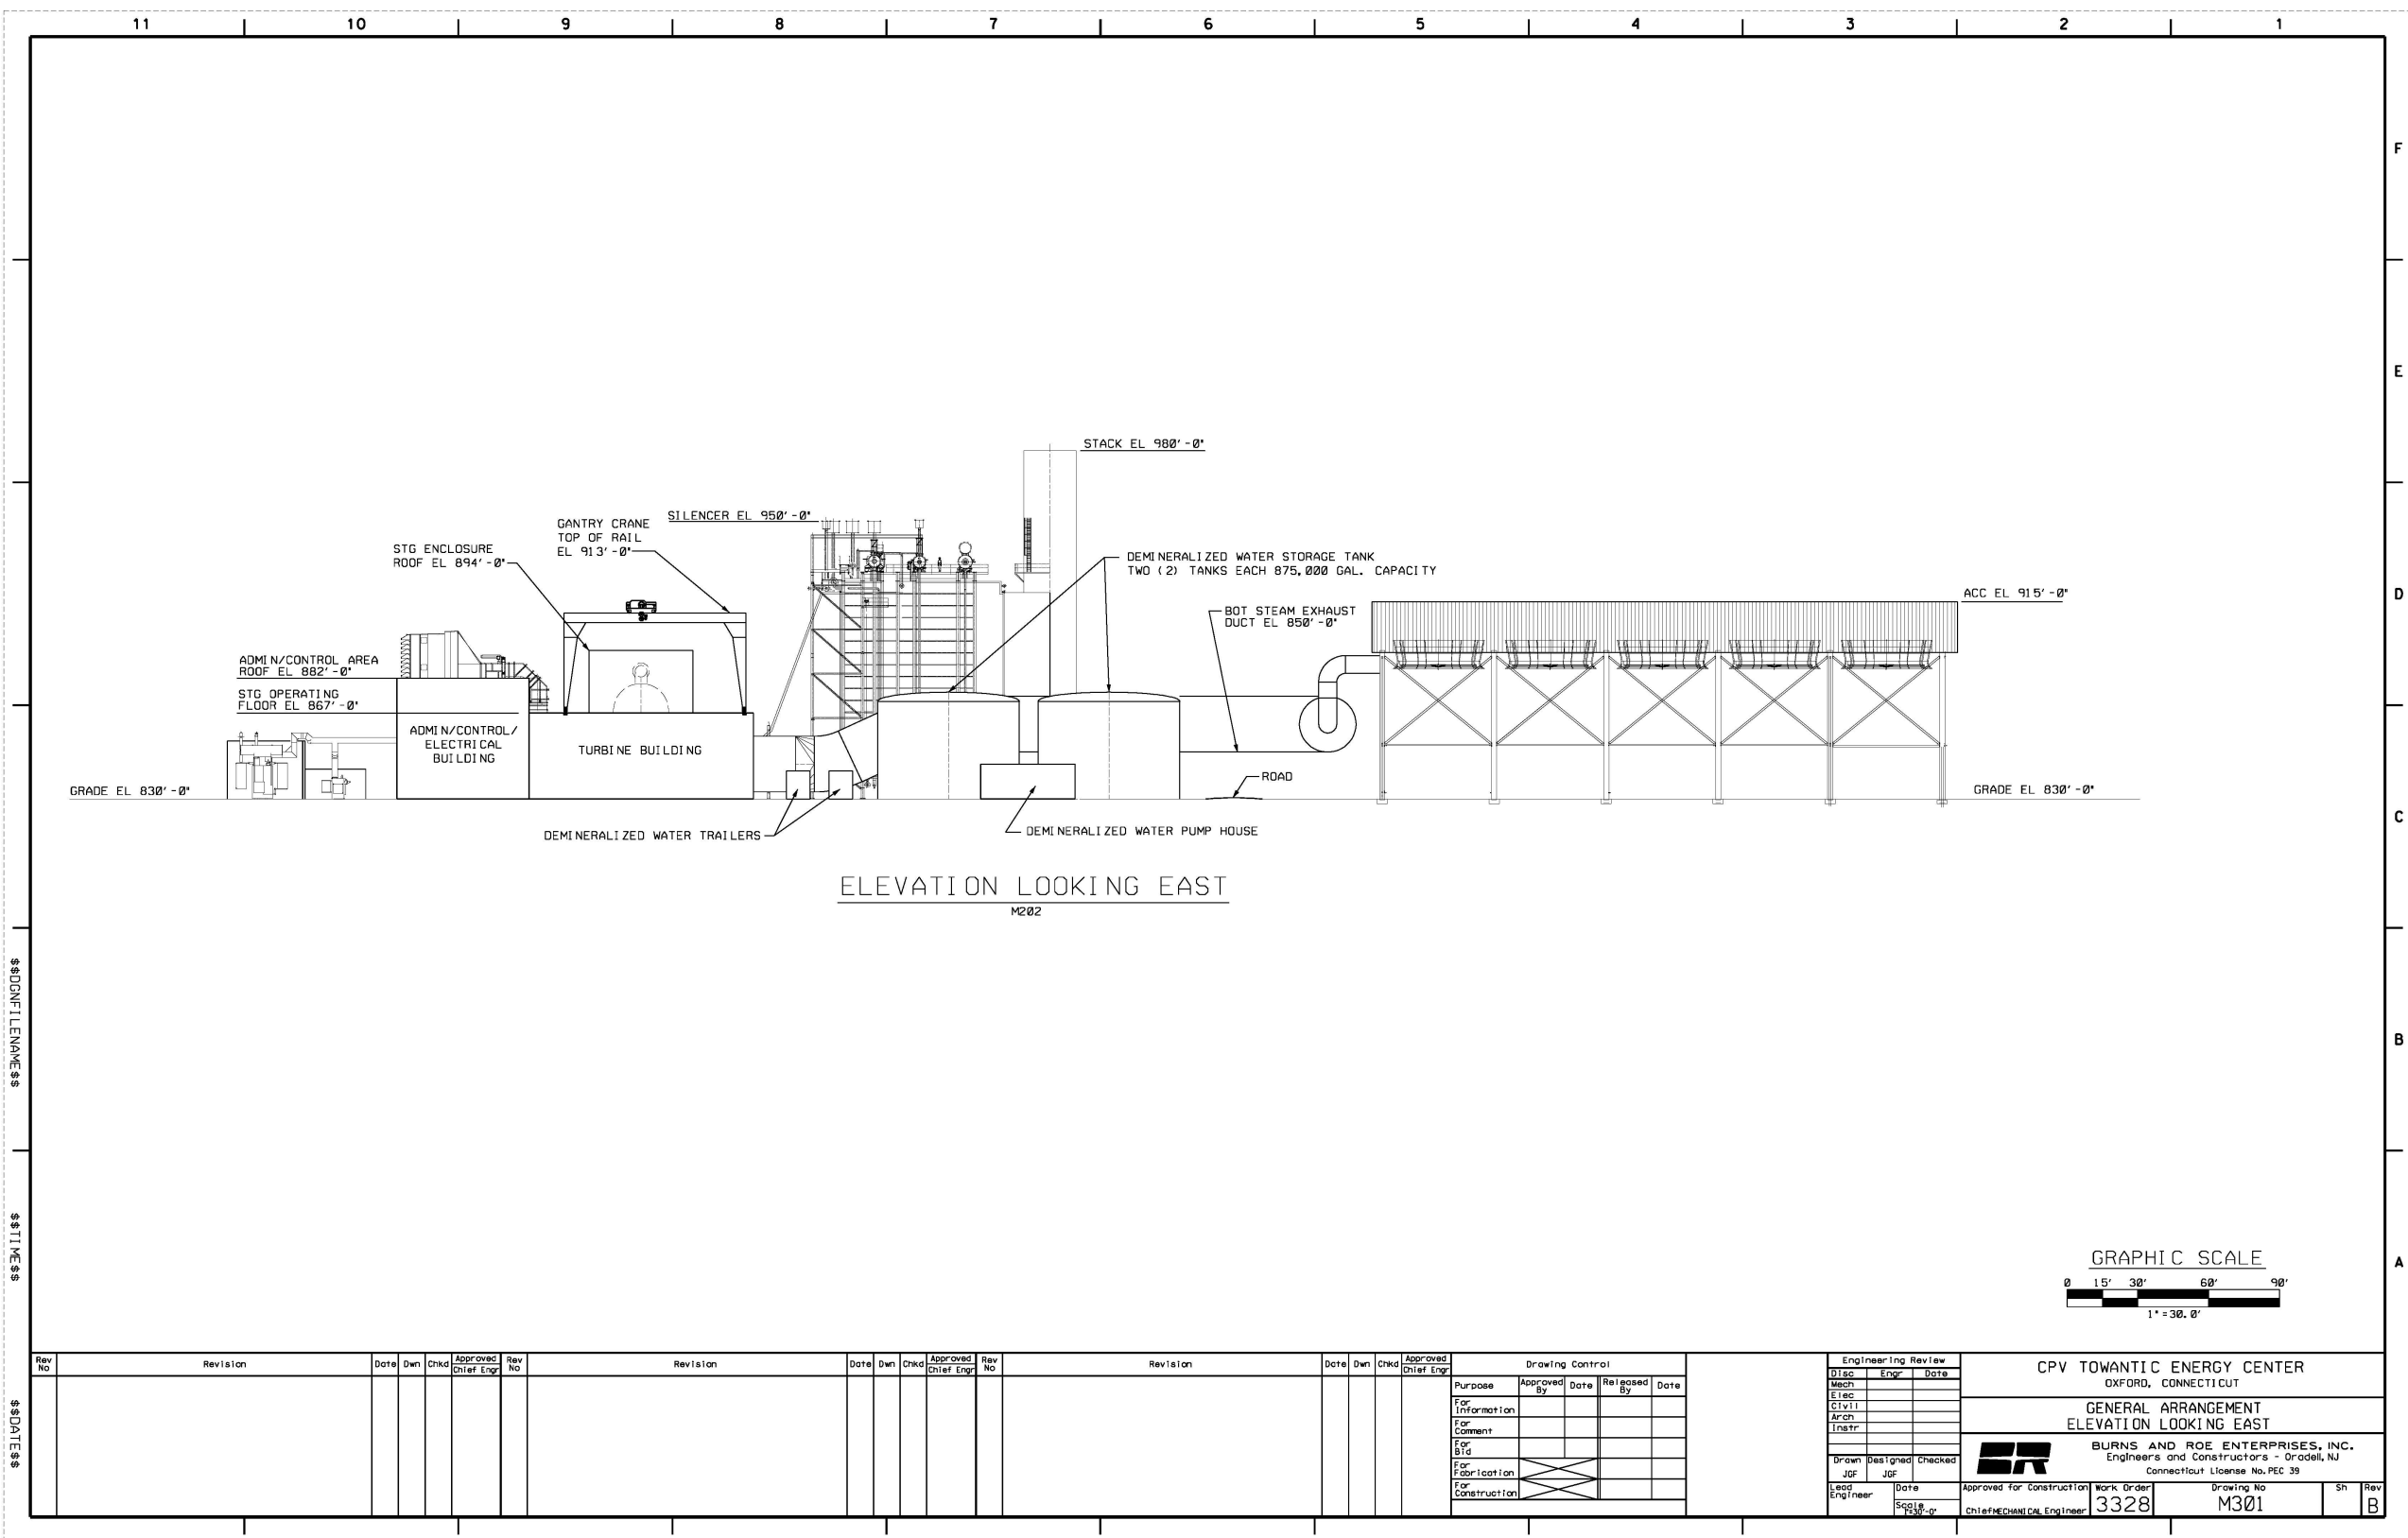 11 10 9 8 7 6 5 4 3 2 1
F
E
D
C
B
A
STACK EL 980'-0"
SILENCER EL 950'-0"
GANTRY CRANE
TOP OF RAIL
EL 913'-0"
STG ENCLOSURE
ROOF EL 894'-0"
DEMINERALIZED WATER STORAGE TANK
TWO (2) TANKS EACH 875,000 GAL. CAPACITY
BOT STEAM EXHAUST
DUCT EL 850'-0"
ACC EL 915'-0"
ADMIN/CONTROL AREA
ROOF EL 882'-0"
STG OPERATING
FLOOR EL 867'-0"
ADMIN/CONTROL/
ELECTRICAL
BUILDING
TURBINE BUILDING
ROAD
GRADE EL 830'-0"
GRADE EL 830'-0"
DEMINERALIZED WATER TRAILERS
DEMINERALIZED WATER PUMP HOUSE
ELEVATION LOOKING EAST
M202
$$DGNFILENAME$$
$$TIME$$
$$DATE$$
GRAPHIC SCALE
0 15' 30' 60' 90'
1"=30.0'
Rev No Revision Date Dwn Chkd Approved Chief Engr
Rev No Revision Date Dwn Chkd Approved Chief Engr
Rev No Revision Date Dwn Chkd Approved Chief Engr
Drawing Control
Purpose Approved By Date Released By Date
For Information
For Comment
For Bid
For Fabrication
For Construction
Engineering Review
Disc Engr Date
Mech
Elec
Civil
Arch
Instr
Drawn Designed Checked
JGF JGF
Lead Engineer Date
Scale 1"=30'-0"
CPV TOWANTIC ENERGY CENTER
OXFORD, CONNECTICUT
GENERAL ARRANGEMENT
ELEVATION LOOKING EAST
BURNS AND ROE ENTERPRISES, INC.
Engineers and Constructors - Oradell, NJ
Connecticut License No. PEC 39
Approved for Construction Work Order Drawing No Sh Rev
Chief MECHANICAL Engineer 3328 M301 B